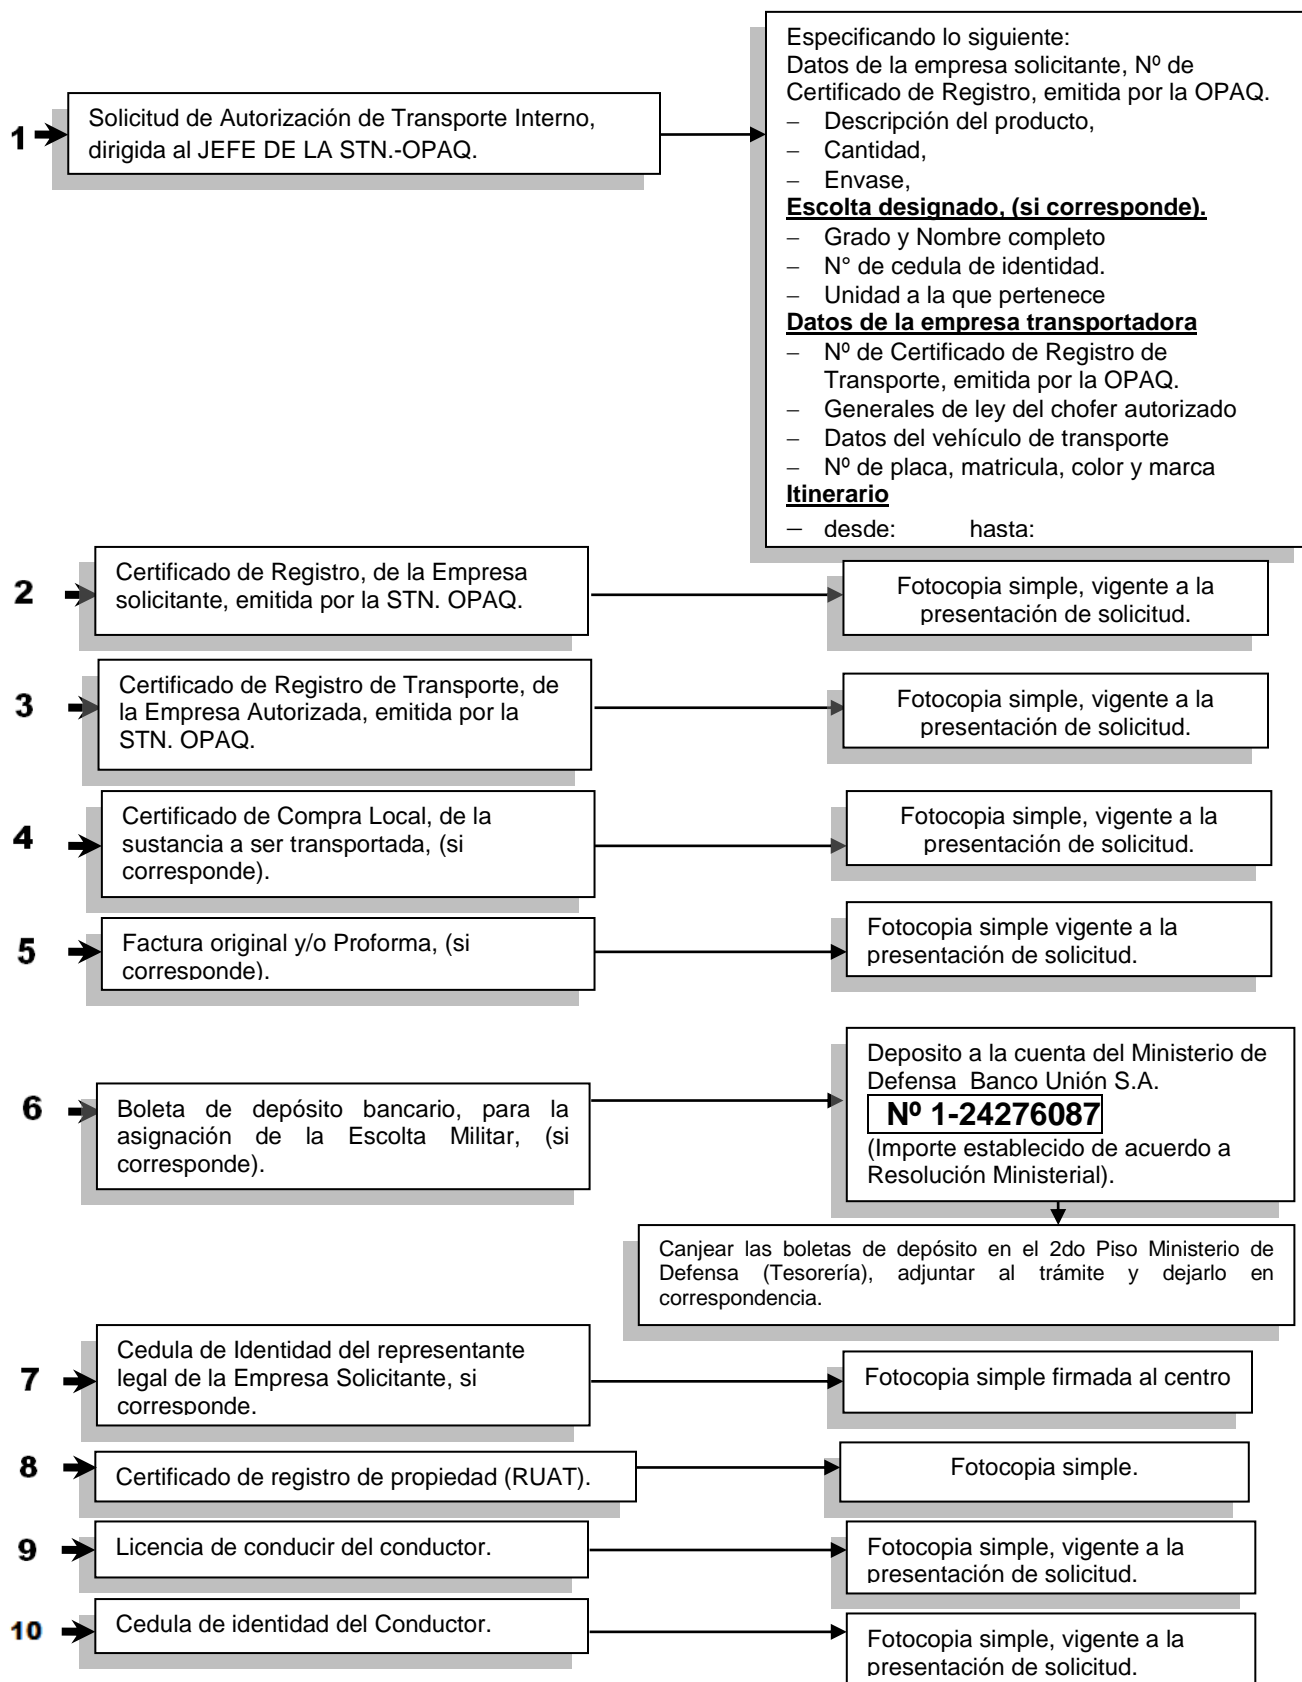 Especificando lo siguiente:
Datos de la empresa solicitante, Nº de
Certificado de Registro, emitida por la OPAQ.
– Descripción del producto,
– Cantidad,
– Envase,
Escolta designado, (si corresponde).
– Grado y Nombre completo
– N° de cedula de identidad.
– Unidad a la que pertenece
Datos de la empresa transportadora
– Nº de Certificado de Registro de
Transporte, emitida por la OPAQ.
– Generales de ley del chofer autorizado
– Datos del vehículo de transporte
– Nº de placa, matricula, color y marca
Itinerario
– desde: hasta:
1
Solicitud de Autorización de Transporte Interno,
dirigida al JEFE DE LA STN.-OPAQ.
2
Certificado de Registro, de la Empresa
solicitante, emitida por la STN. OPAQ.
Fotocopia simple, vigente a la
presentación de solicitud.
3
Certificado de Registro de Transporte, de
la Empresa Autorizada, emitida por la
STN. OPAQ.
Fotocopia simple, vigente a la
presentación de solicitud.
4
Certificado de Compra Local, de la
sustancia a ser transportada, (si
corresponde).
Fotocopia simple, vigente a la
presentación de solicitud.
5
Factura original y/o Proforma, (si
corresponde).
Fotocopia simple vigente a la
presentación de solicitud.
6
Boleta de depósito bancario, para la
asignación de la Escolta Militar, (si
corresponde).
Deposito a la cuenta del Ministerio de
Defensa Banco Unión S.A.
Nº 1-24276087
(Importe establecido de acuerdo a
Resolución Ministerial).
Canjear las boletas de depósito en el 2do Piso Ministerio de
Defensa (Tesorería), adjuntar al trámite y dejarlo en
correspondencia.
7
Cedula de Identidad del representante
legal de la Empresa Solicitante, si
corresponde.
Fotocopia simple firmada al centro
8
Certificado de registro de propiedad (RUAT).
Fotocopia simple.
9
Licencia de conducir del conductor.
Fotocopia simple, vigente a la
presentación de solicitud.
10
Cedula de identidad del Conductor.
Fotocopia simple, vigente a la
presentación de solicitud.